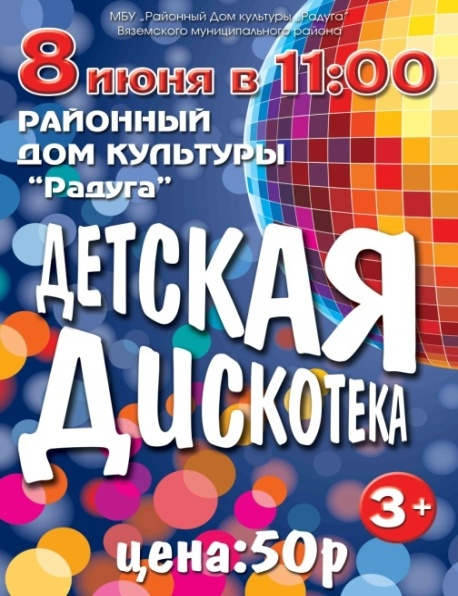 МБУ „Районный Дом культуры „Радуга"
Вяземского муниципального района
8 июня в 11:00
РАЙОННЫЙ
ДОМ КУЛЬТУРЫ
“Радуга”
ДЕТСКАЯ
ДИСКОТЕКА
3+
цена:50р